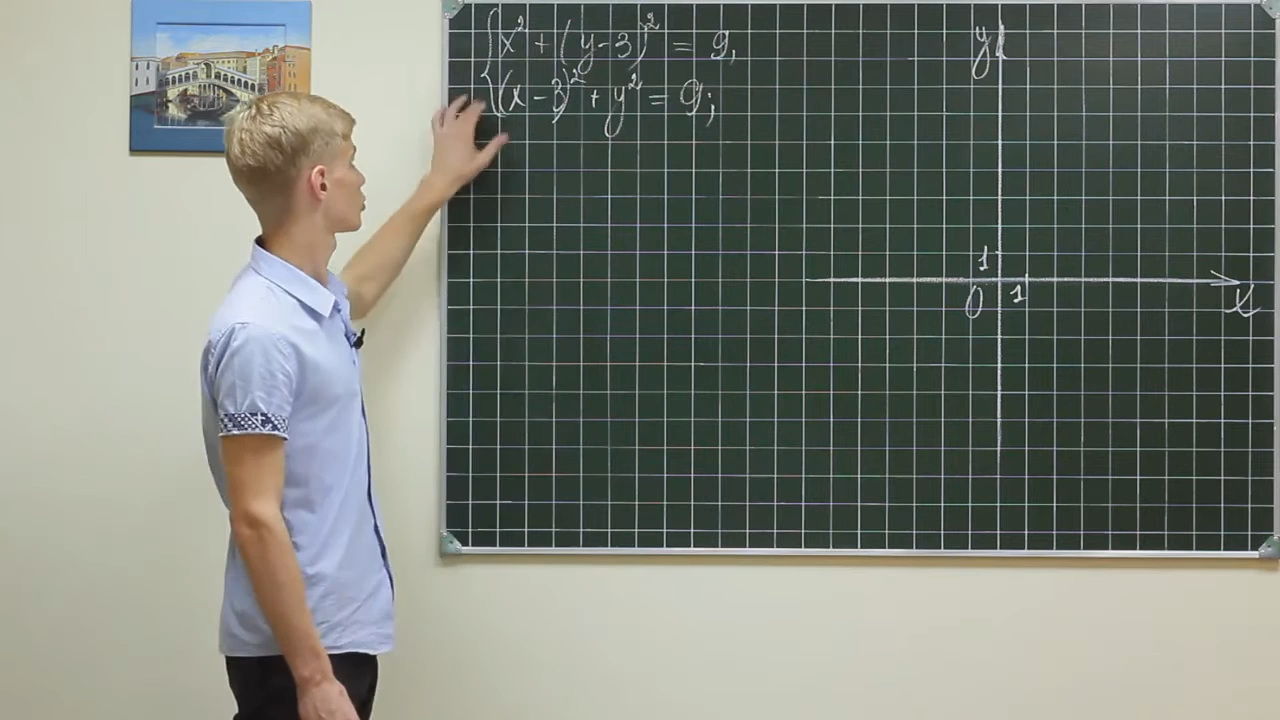 x² + (y-3)² = 9,
(x-3)² + y² = 9;
y
1
0 1
x